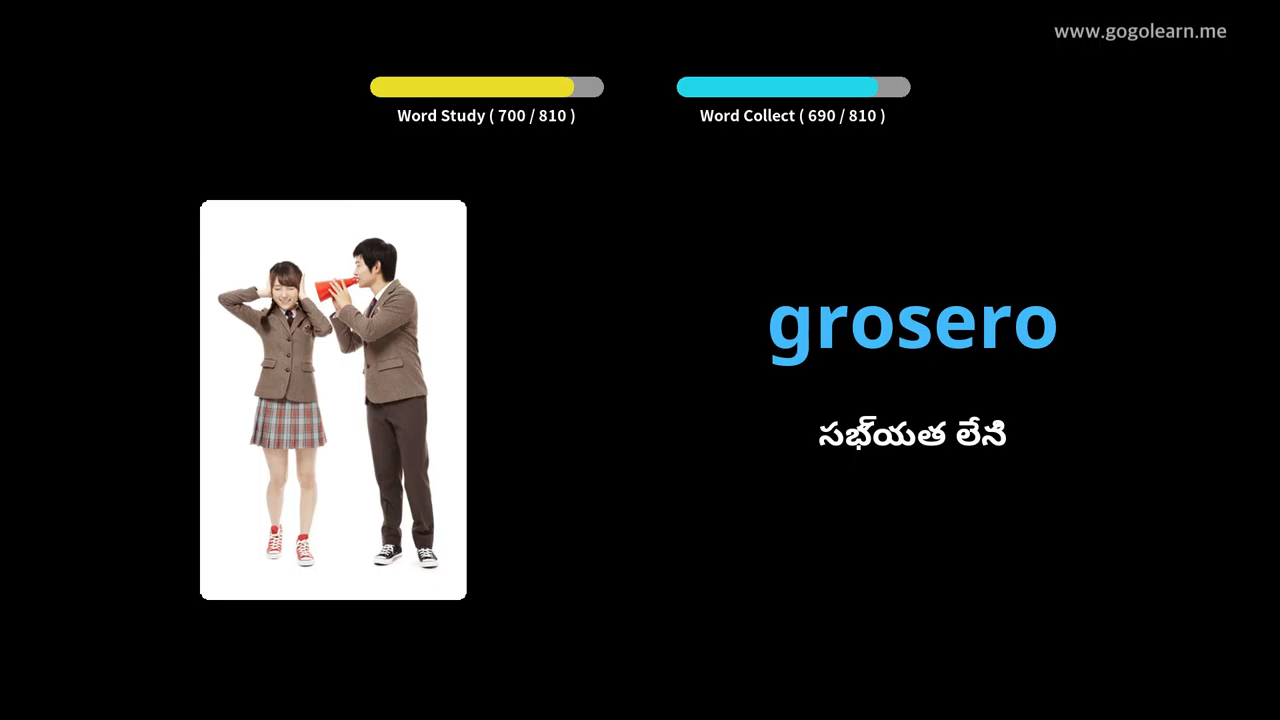 www.gogolearn.me
Word Study ( 700 / 810 )
Word Collect ( 690 / 810 )
grosero
సభ్యత లేని